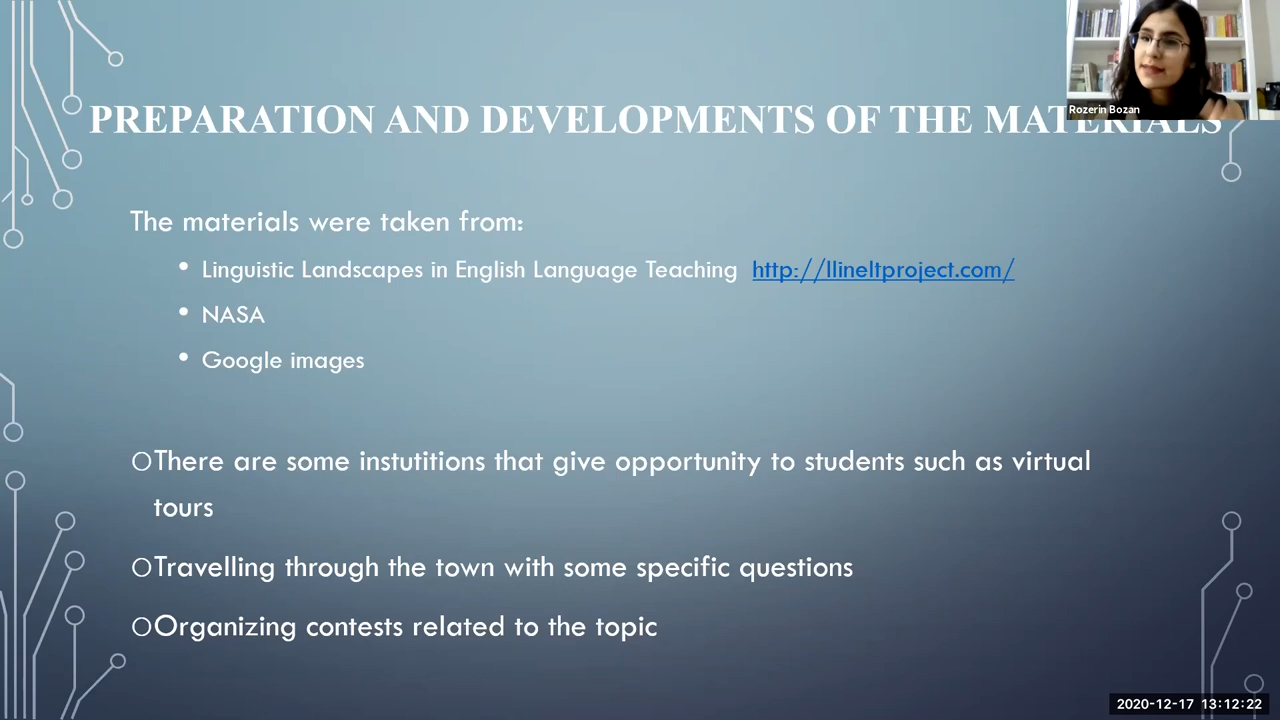 PREPARATION AND DEVELOPMENTS OF THE MATERIALS
Rozerin Bozan
The materials were taken from:
• Linguistic Landscapes in English Language Teaching http://llineltproject.com/
• NASA
• Google images
There are some instutitions that give opportunity to students such as virtual
tours
Travelling through the town with some specific questions
Organizing contests related to the topic
2020-12-17 13:12:22